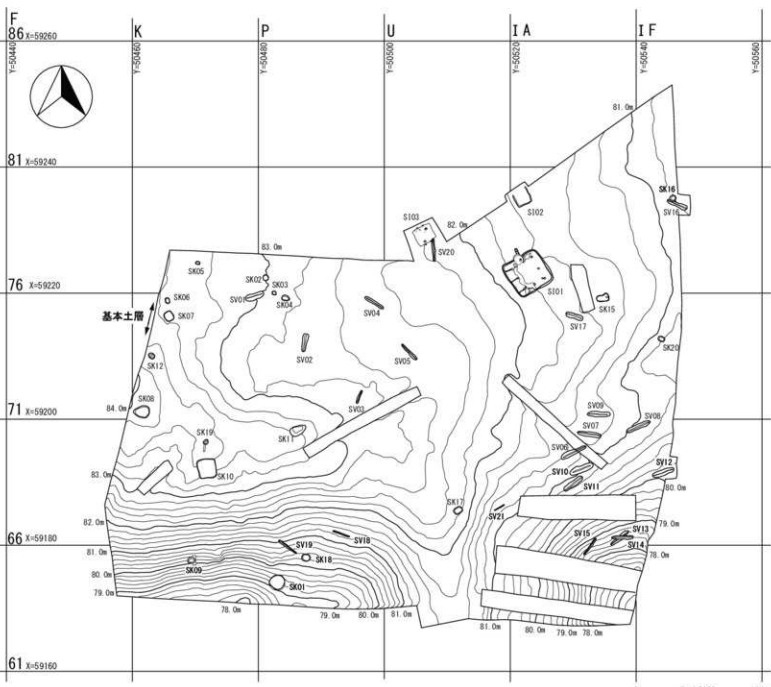 F K P U IA IF
86 X=59260
Y=50440 Y=50460 Y=50480 Y=50500 Y=50520 Y=50540 Y=50560
81.0m
81 X=59240
SK16
SV16
SI02
SI03
82.0m
SV20
83.0m
SK05
SK02
SK03
SI01
76 X=59220
SK06
SV01
SK04
SV04
SK15
基本土層
SK07
SV17
SK20
SV02
SV05
SK12
SV03
SK08
84.0m
SV09
71 X=59200
SV08
SK11
SV07
SK19
SV06
SK10
SV10
SV12
83.0m
SV11
80.0m
SK17
SV21
82.0m
79.0m
SV18
SV13
SV15
66 X=59180
SV19
SV14
81.0m
78.0m
SK18
SK09
80.0m
SK01
79.0m
78.0m 79.0m 80.0m 81.0m
81.0m 80.0m 79.0m 78.0m
61 X=59160